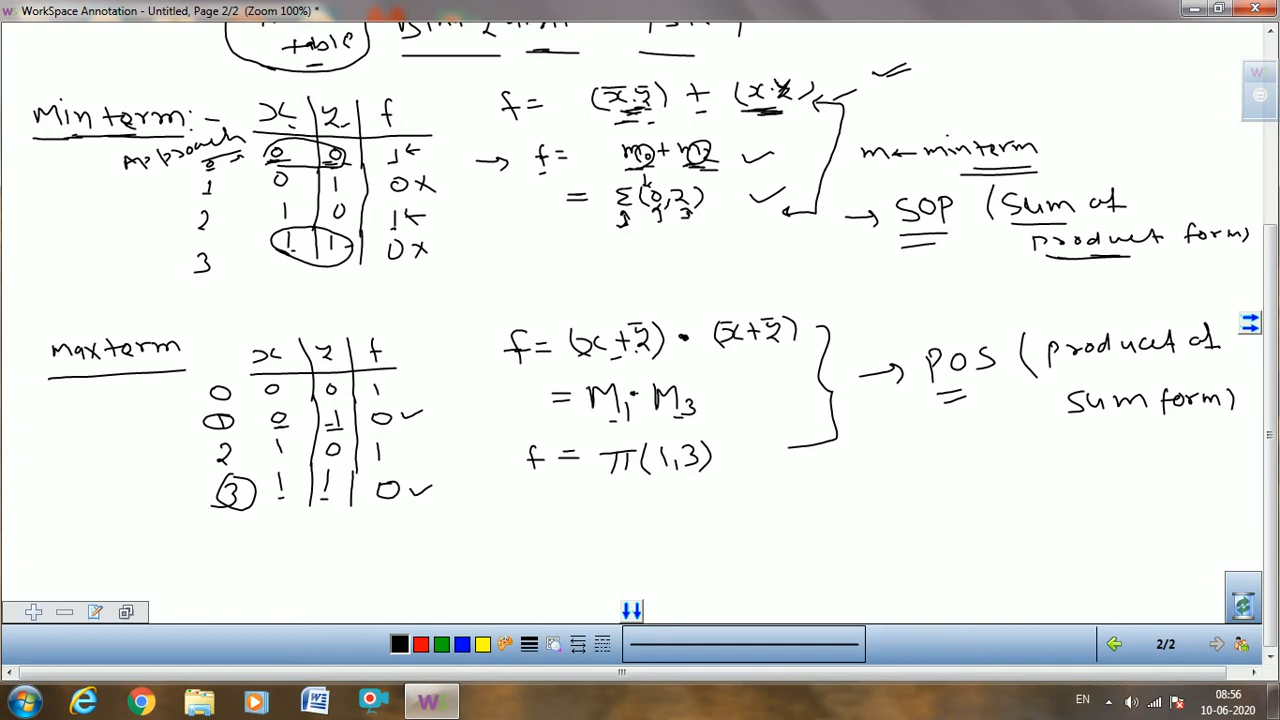 WorkSpace Annotation - Untitled, Page 2/2 (Zoom 100%) *
table
Minterm:-
Approach
x y f
0 0 0 1
1 0 1 0
2 1 0 1
3 1 1 0
f = (x̄.ȳ) + (x.
→ f = m0 + m2
= Σ(0,2)
m ← minterm
→ SOP (Sum of
product form)
maxterm
x y f
0 0 0 1
1 0 1 0 ✓
2 1 0 1
3 1 1 0 ✓
f = (x+ȳ) • (x̄+ȳ)
= M1 • M3
f = π(1,3)
→ POS (product of
sum form)
2/2
EN
08:56
10-06-2020